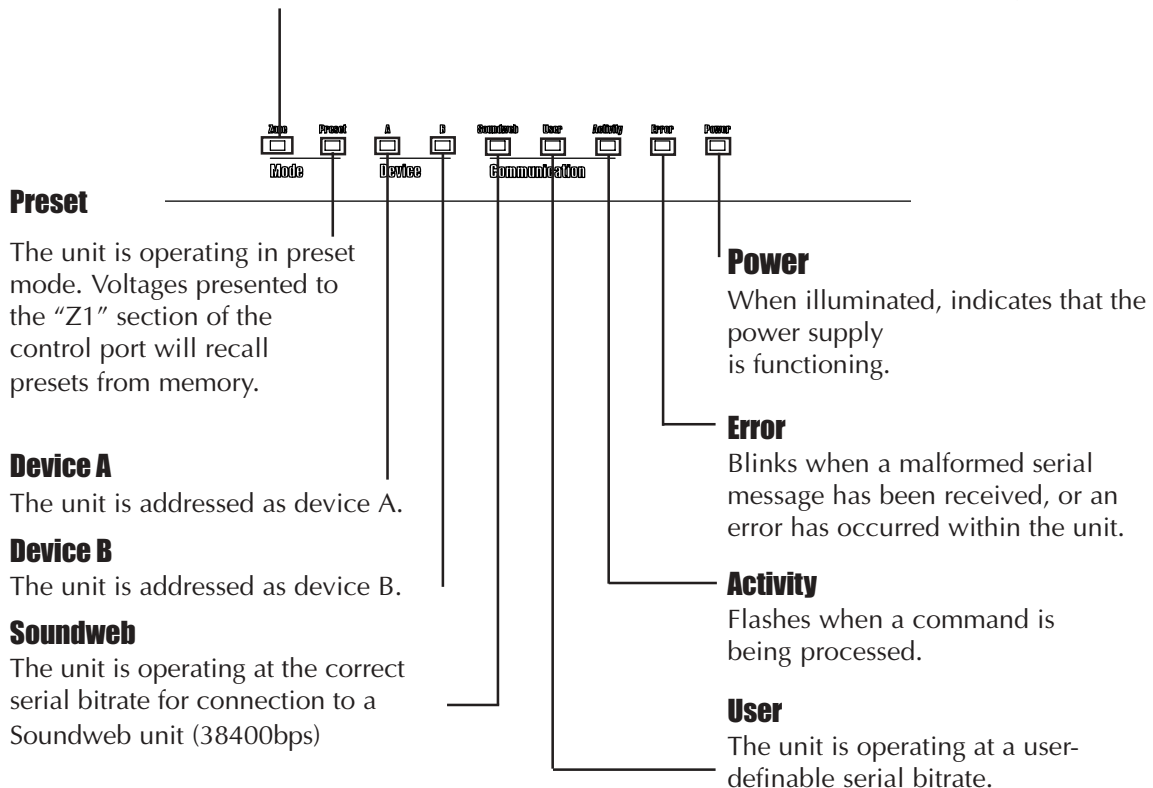 Zone Preset A B Soundweb User Activity Error Power
Mode Device Communication
Preset
The unit is operating in preset
mode. Voltages presented to
the “Z1” section of the
control port will recall
presets from memory.
Device A
The unit is addressed as device A.
Device B
The unit is addressed as device B.
Soundweb
The unit is operating at the correct
serial bitrate for connection to a
Soundweb unit (38400bps)
Power
When illuminated, indicates that the
power supply
is functioning.
Error
Blinks when a malformed serial
message has been received, or an
error has occurred within the unit.
Activity
Flashes when a command is
being processed.
User
The unit is operating at a user-
definable serial bitrate.